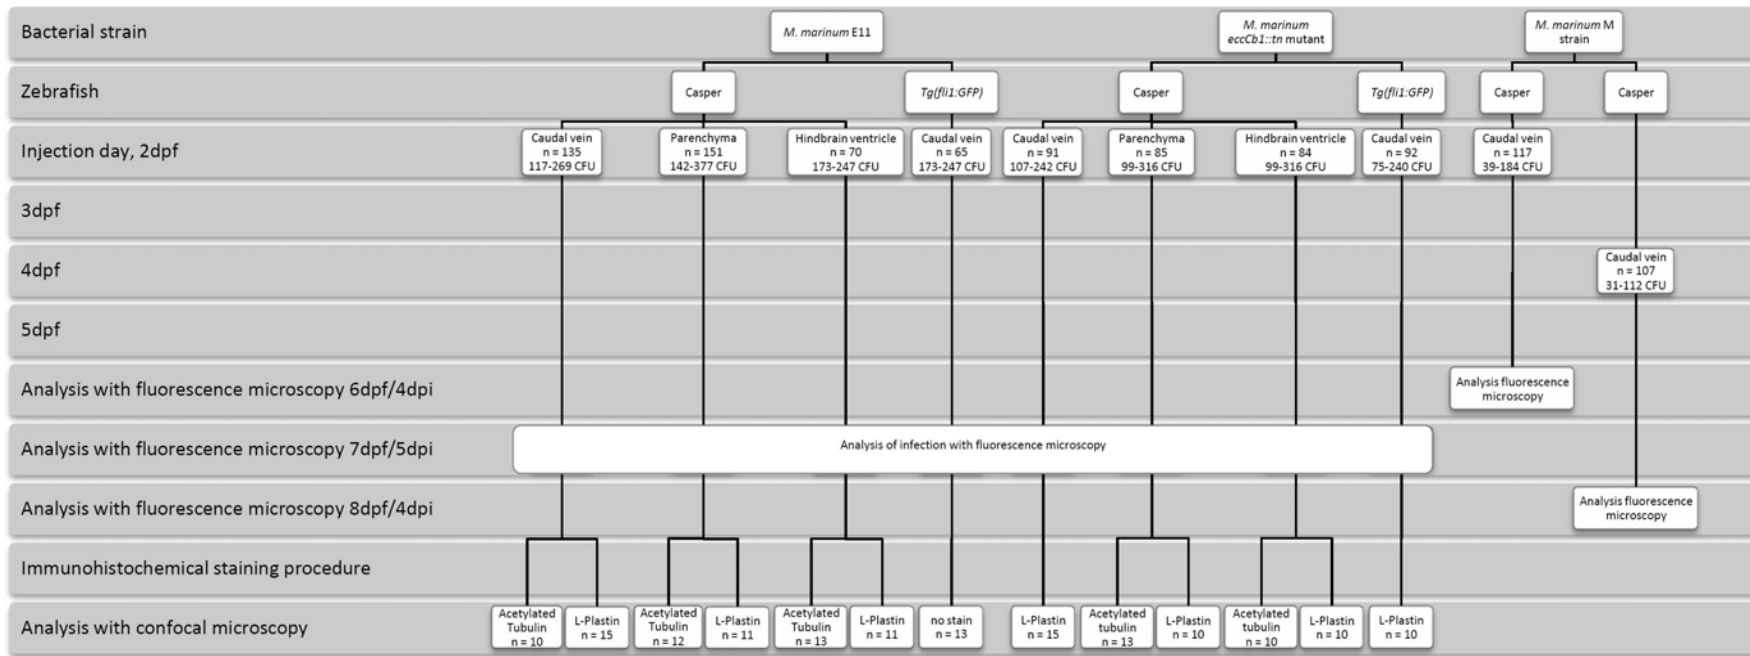 Bacterial strain
M. marinum E11
M. marinum
eccCb1::tn mutant
M. marinum M
strain
Zebrafish
Casper
Tg(fli1:GFP)
Casper
Tg(fli1:GFP)
Casper
Casper
Injection day, 2dpf
Caudal vein
n = 135
117-269 CFU
Parenchyma
n = 151
142-377 CFU
Hindbrain ventricle
n = 70
173-247 CFU
Caudal vein
n = 65
173-247 CFU
Caudal vein
n = 91
107-242 CFU
Parenchyma
n = 85
99-316 CFU
Hindbrain ventricle
n = 84
99-316 CFU
Caudal vein
n = 92
75-240 CFU
Caudal vein
n = 117
39-184 CFU
3dpf
4dpf
Caudal vein
n = 107
31-112 CFU
5dpf
Analysis with fluorescence microscopy 6dpf/4dpi
Analysis fluorescence
microscopy
Analysis with fluorescence microscopy 7dpf/5dpi
Analysis of infection with fluorescence microscopy
Analysis with fluorescence microscopy 8dpf/4dpi
Analysis fluorescence
microscopy
Immunohistochemical staining procedure
Analysis with confocal microscopy
Acetylated
Tubulin
n = 10
L-Plastin
n = 15
Acetylated
Tubulin
n = 12
L-Plastin
n = 11
Acetylated
Tubulin
n = 13
L-Plastin
n = 11
no stain
n = 13
L-Plastin
n = 15
Acetylated
tubulin
n = 13
L-Plastin
n = 10
Acetylated
tubulin
n = 10
L-Plastin
n = 10
L-Plastin
n = 10